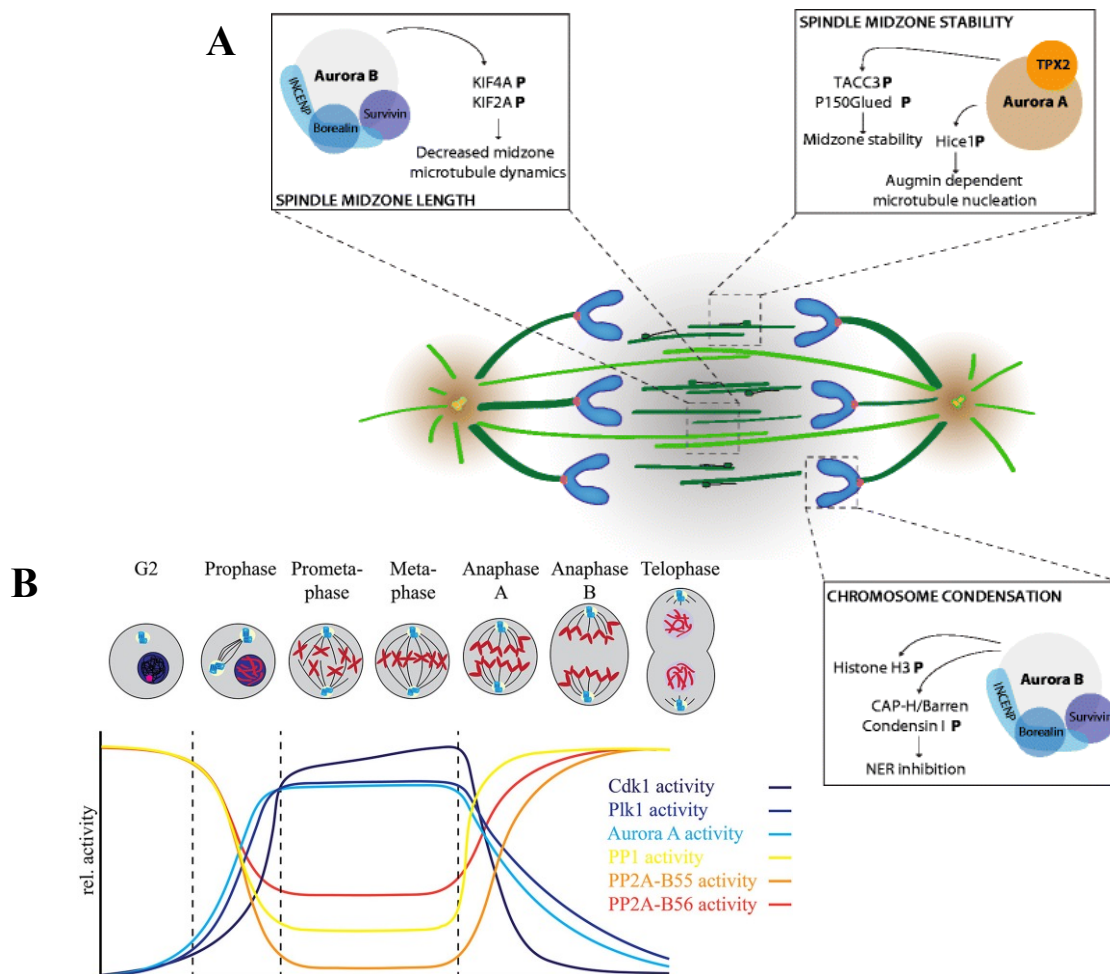 A
Aurora B
INCENP
Borealin
Survivin
KIF4A P
KIF2A P
Decreased midzone
microtubule dynamics
SPINDLE MIDZONE LENGTH
SPINDLE MIDZONE STABILITY
TPX2
Aurora A
TACC3 P
P150Glued P
Midzone stability
Hice1 P
Augmin dependent
microtubule nucleation
CHROMOSOME CONDENSATION
Histone H3 P
CAP-H/Barren
Condensin I P
NER inhibition
Aurora B
INCENP
Borealin
Survivin
B
G2
Prophase
Prometa-
phase
Meta-
phase
Anaphase
A
Anaphase
B
Telophase
rel. activity
Cdk1 activity
Plk1 activity
Aurora A activity
PP1 activity
PP2A-B55 activity
PP2A-B56 activity